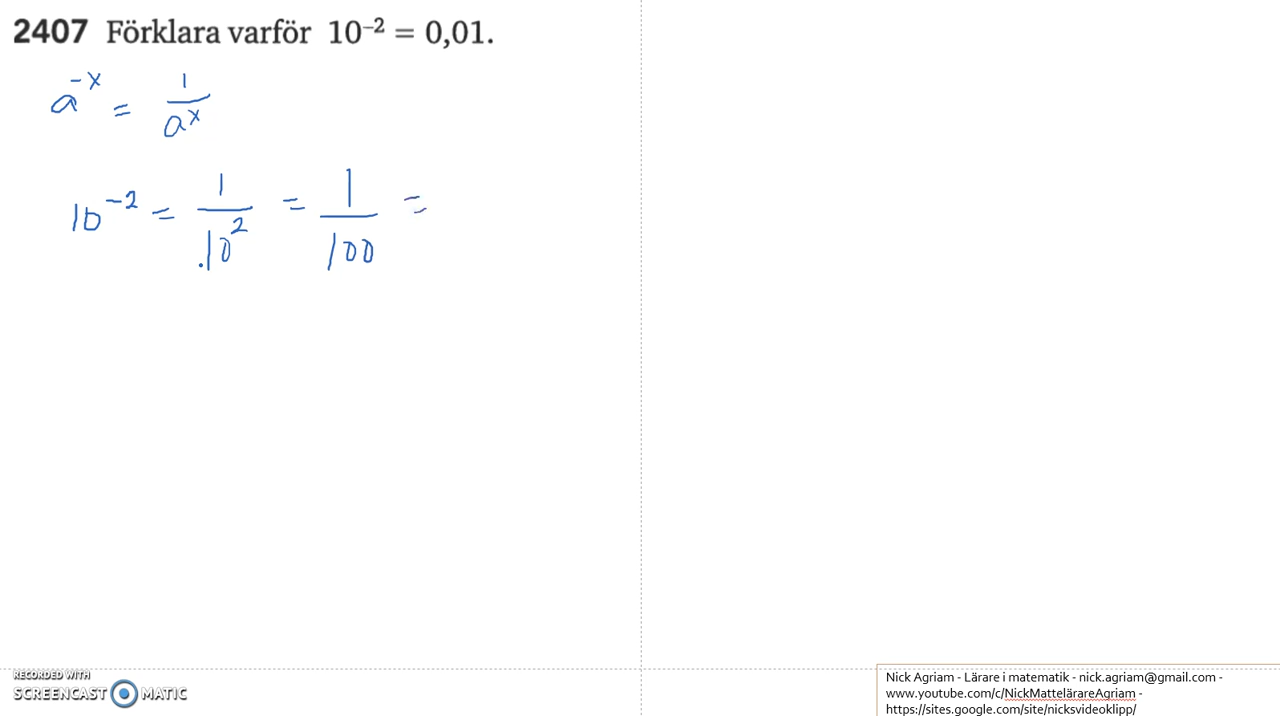 2407 Förklara varför 10⁻² = 0,01.
a⁻ˣ = 1/aˣ
10⁻² = 1/10² = 1/100 =
RECORDED WITH
SCREENCAST MATIC
Nick Agriam - Lärare i matematik - nick.agriam@gmail.com -
www.youtube.com/c/NickMattelärareAgriam -
https://sites.google.com/site/nicksvideoklipp/